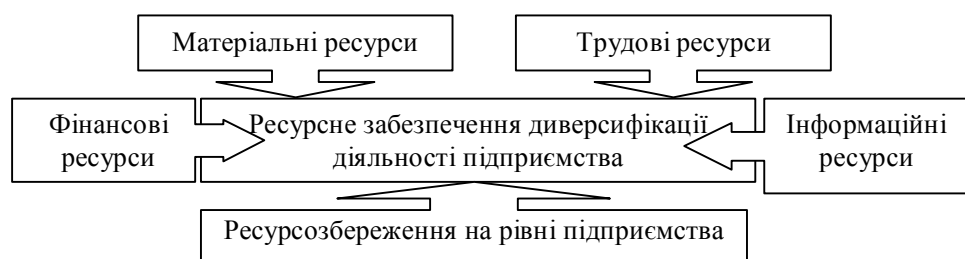 Матеріальні ресурси
Трудові ресурси
Фінансові
ресурси
Ресурсне забезпечення диверсифікації
діяльності підприємства
Інформаційні
ресурси
Ресурсозбереження на рівні підприємства